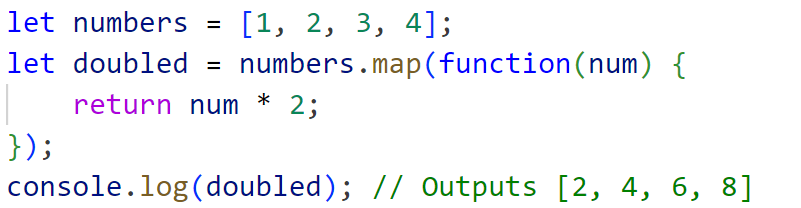 let numbers = [1, 2, 3, 4];
let doubled = numbers.map(function(num) {
    return num * 2;
});
console.log(doubled); // Outputs [2, 4, 6, 8]